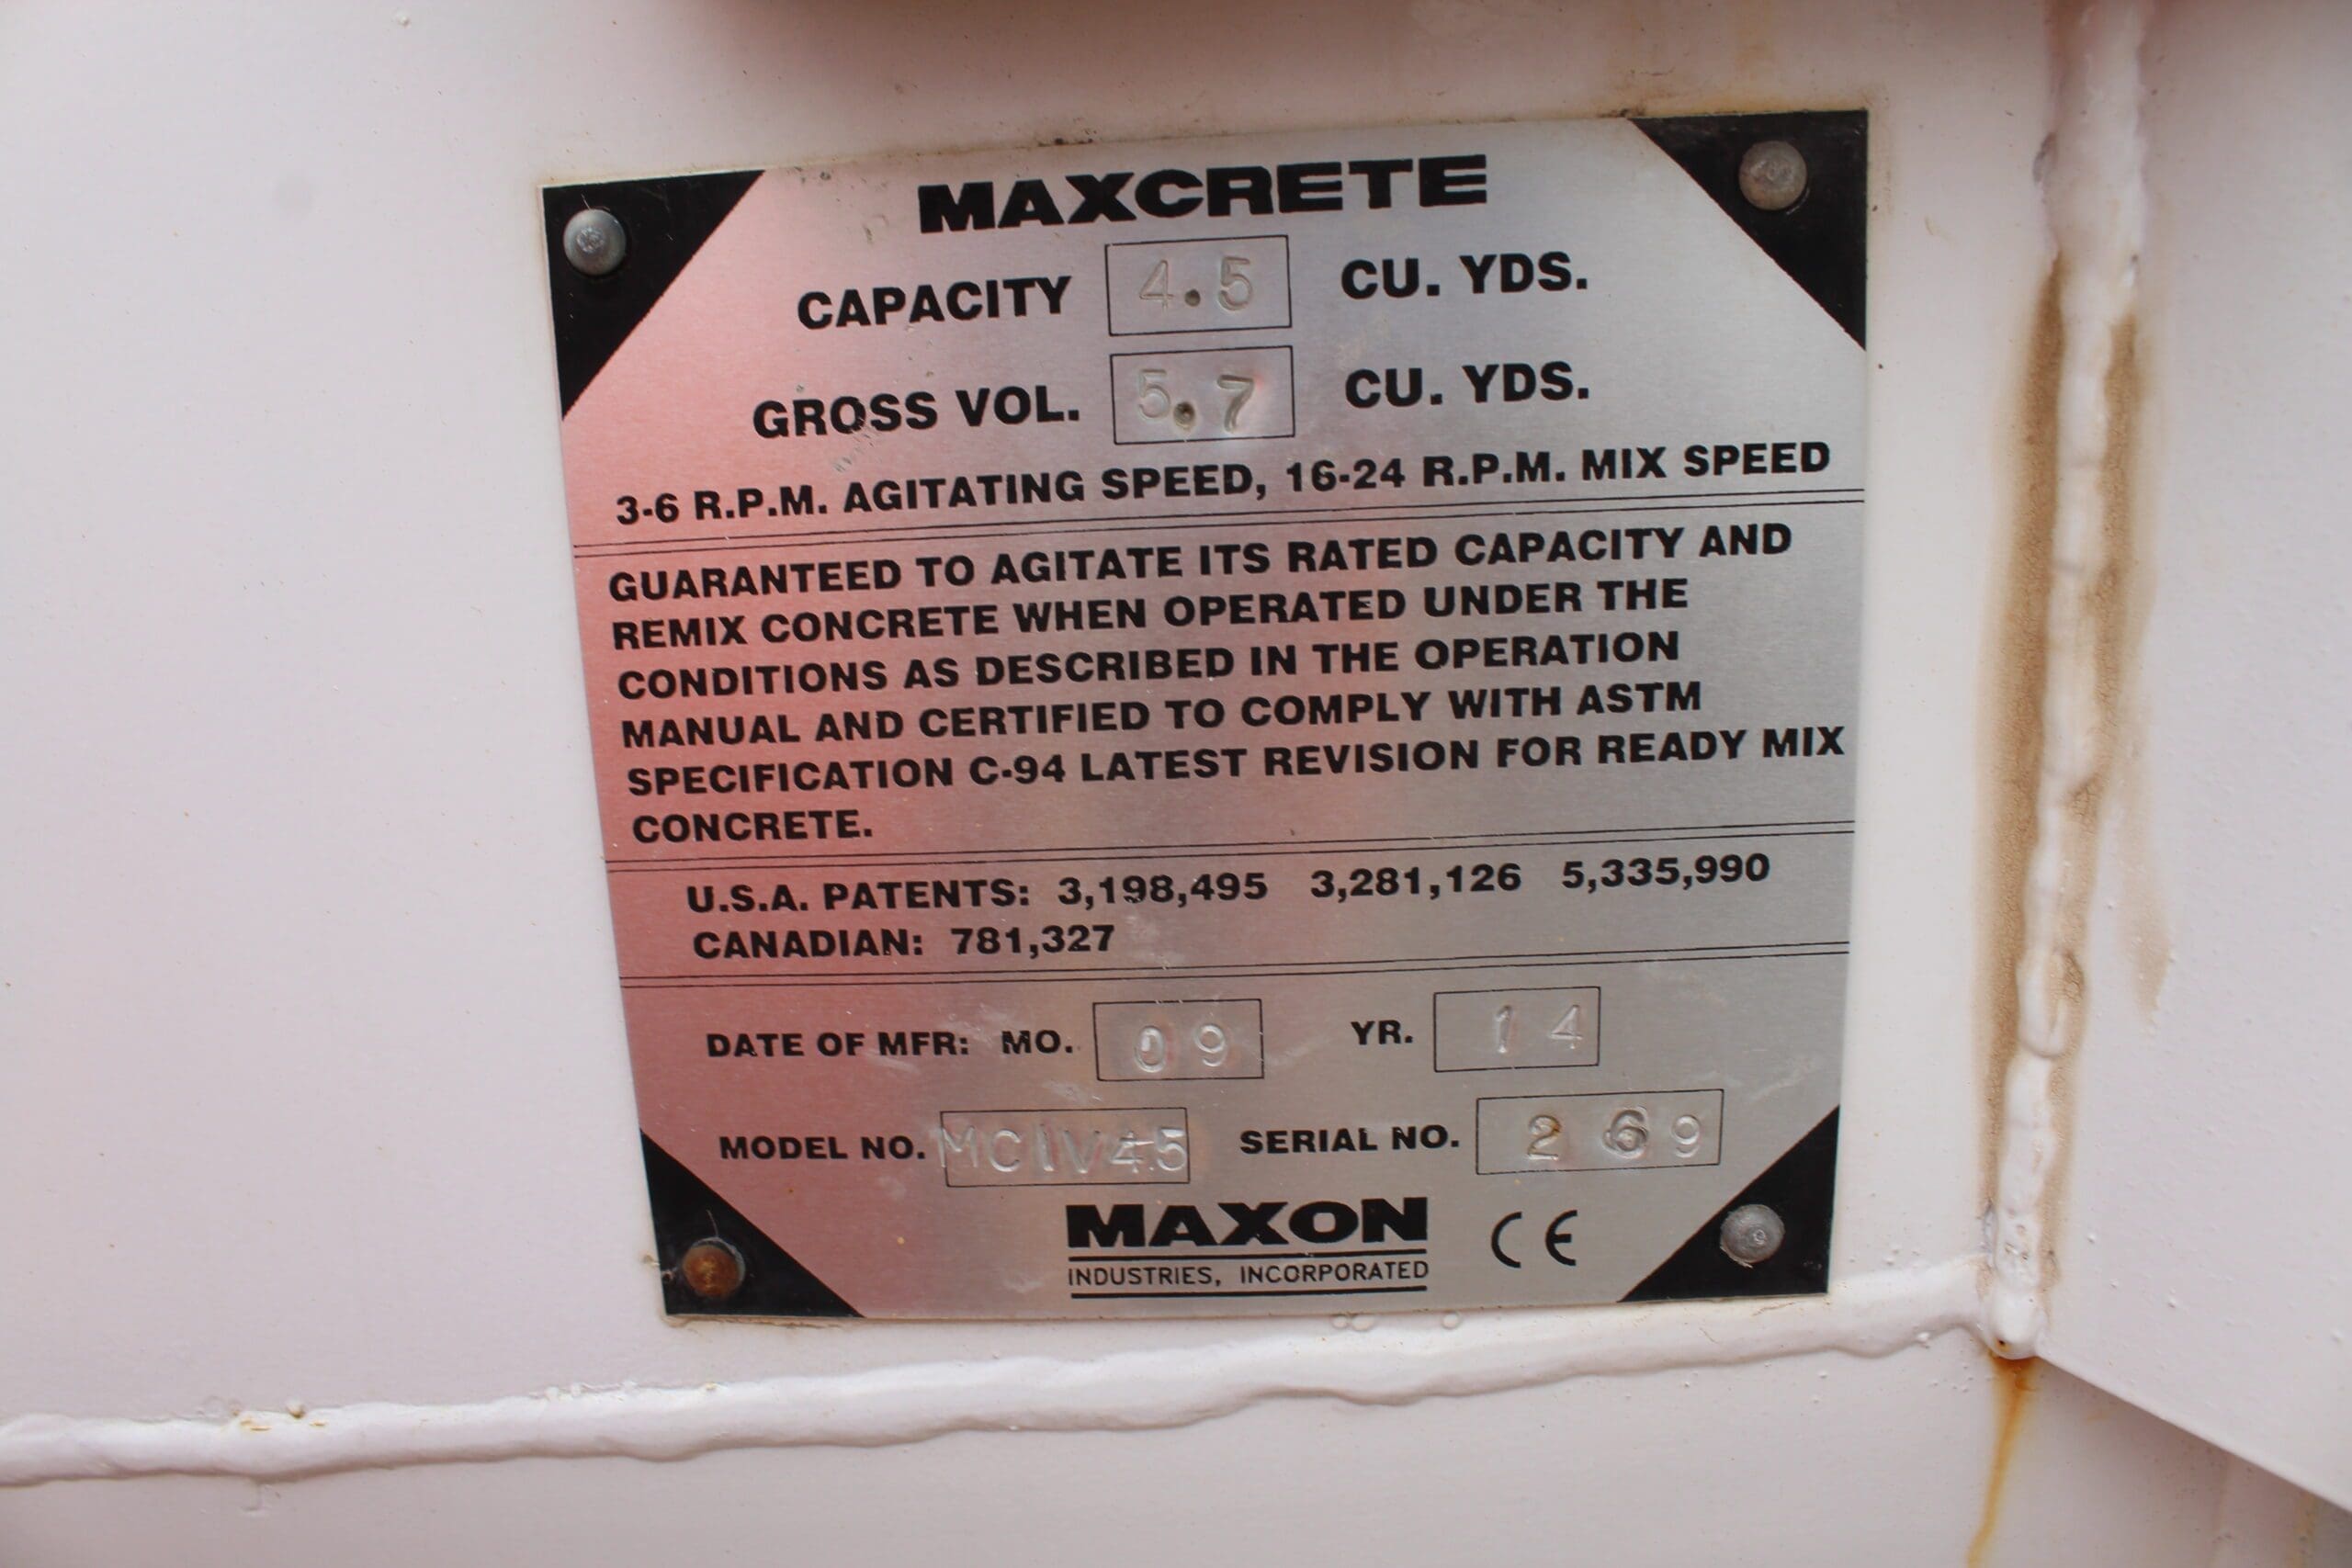 MAXCRETE
CAPACITY 4.5 CU. YDS.
GROSS VOL. 5.7 CU. YDS.
3-6 R.P.M. AGITATING SPEED, 16-24 R.P.M. MIX SPEED
GUARANTEED TO AGITATE ITS RATED CAPACITY AND
REMIX CONCRETE WHEN OPERATED UNDER THE
CONDITIONS AS DESCRIBED IN THE OPERATION
MANUAL AND CERTIFIED TO COMPLY WITH ASTM
SPECIFICATION C-94 LATEST REVISION FOR READY MIX
CONCRETE.
U.S.A. PATENTS: 3,198,495 3,281,126 5,335,990
CANADIAN: 781,327
DATE OF MFR: MO. 09 YR. 14
MODEL NO. MCIV45 SERIAL NO. 269
MAXON CE
INDUSTRIES, INCORPORATED